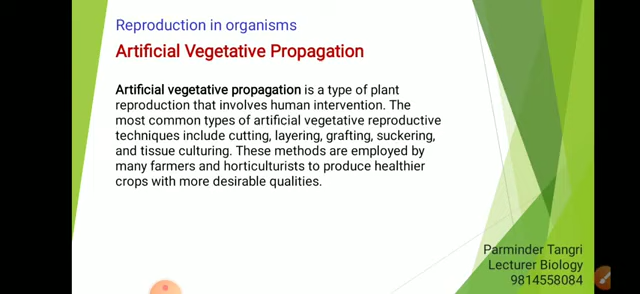 Reproduction in organisms
Artificial Vegetative Propagation
Artificial vegetative propagation is a type of plant
reproduction that involves human intervention. The
most common types of artificial vegetative reproductive
techniques include cutting, layering, grafting, suckering,
and tissue culturing. These methods are employed by
many farmers and horticulturists to produce healthier
crops with more desirable qualities.
Parminder Tangri
Lecturer Biology
9814558084